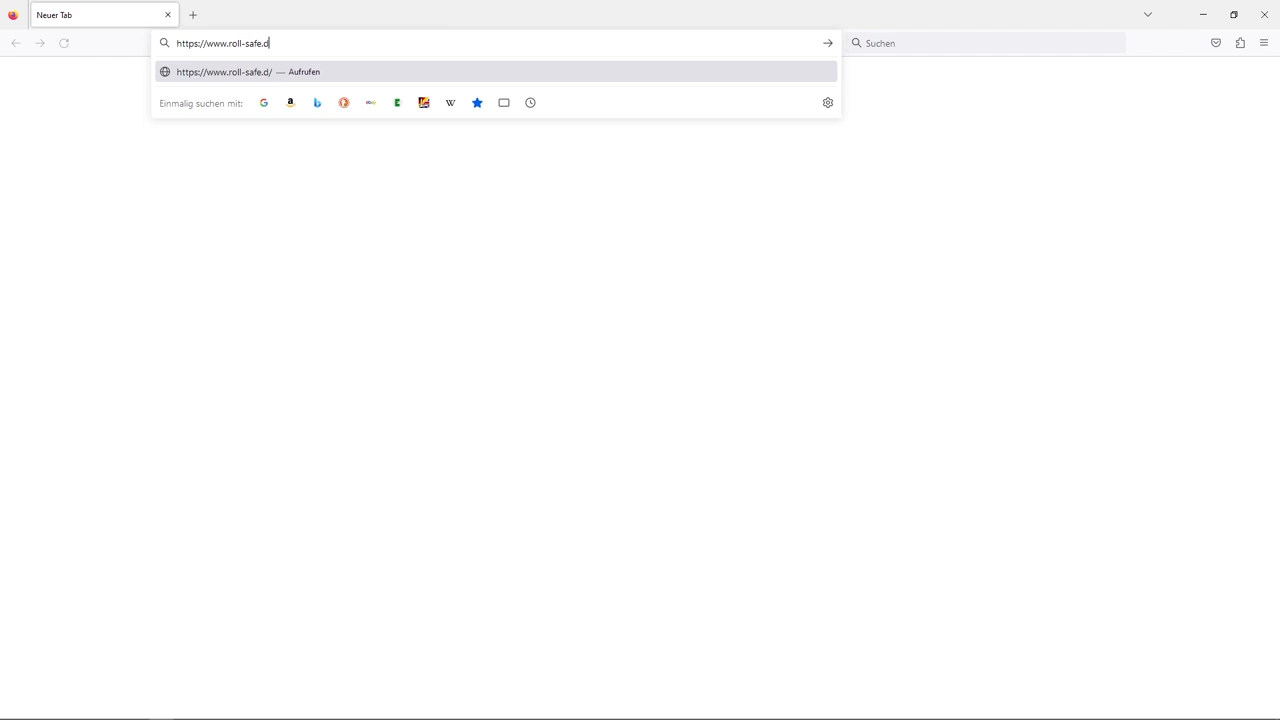 Neuer Tab
https://www.roll-safe.d
Suchen
https://www.roll-safe.d/ — Aufrufen
Einmalig suchen mit: